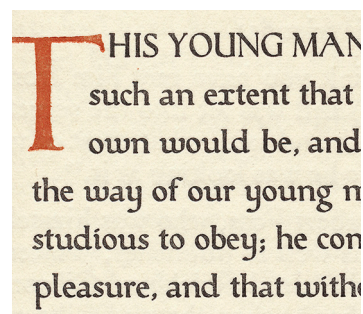 THIS YOUNG MAN
such an extent that
own would be, and
the way of our young
studious to obey; he
pleasure, and that